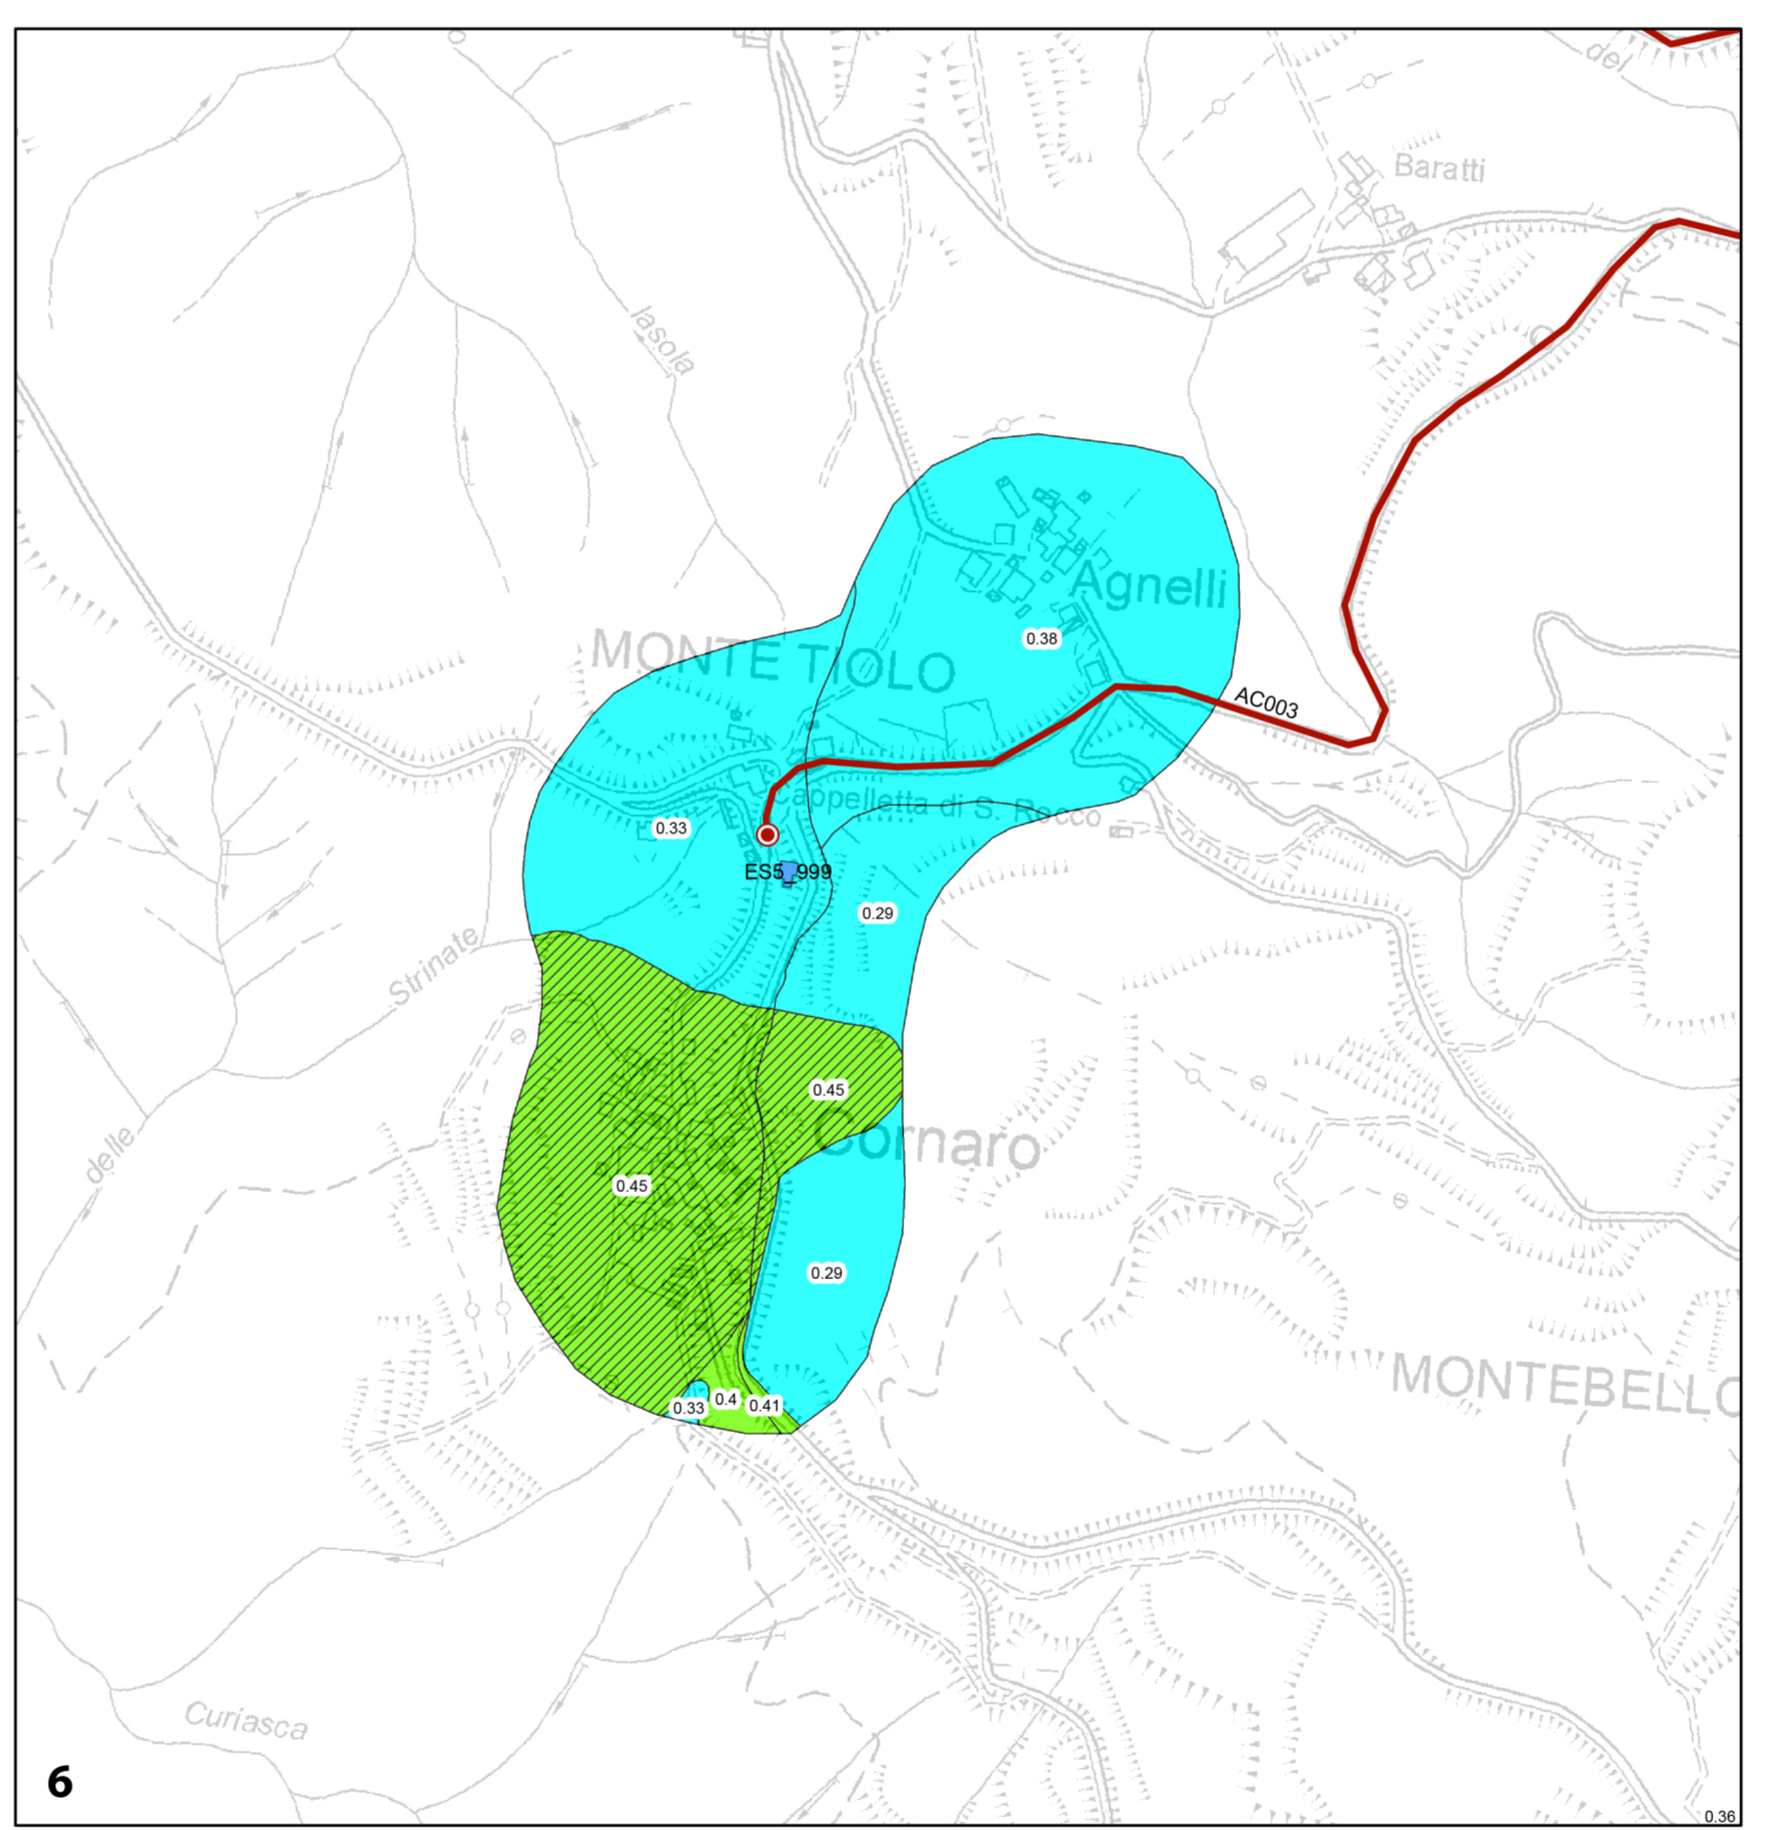 del
Baratti
Iasola
Agnelli
0.38
MONTE TIOLO
AC003
Cappelletta di S. Rocco
0.33
ES5_999
0.29
Strinate
0.45
Cornaro
delle
0.45
0.29
MONTEBELLO
0.4
0.41
0.33
Curiasca
6
0.36